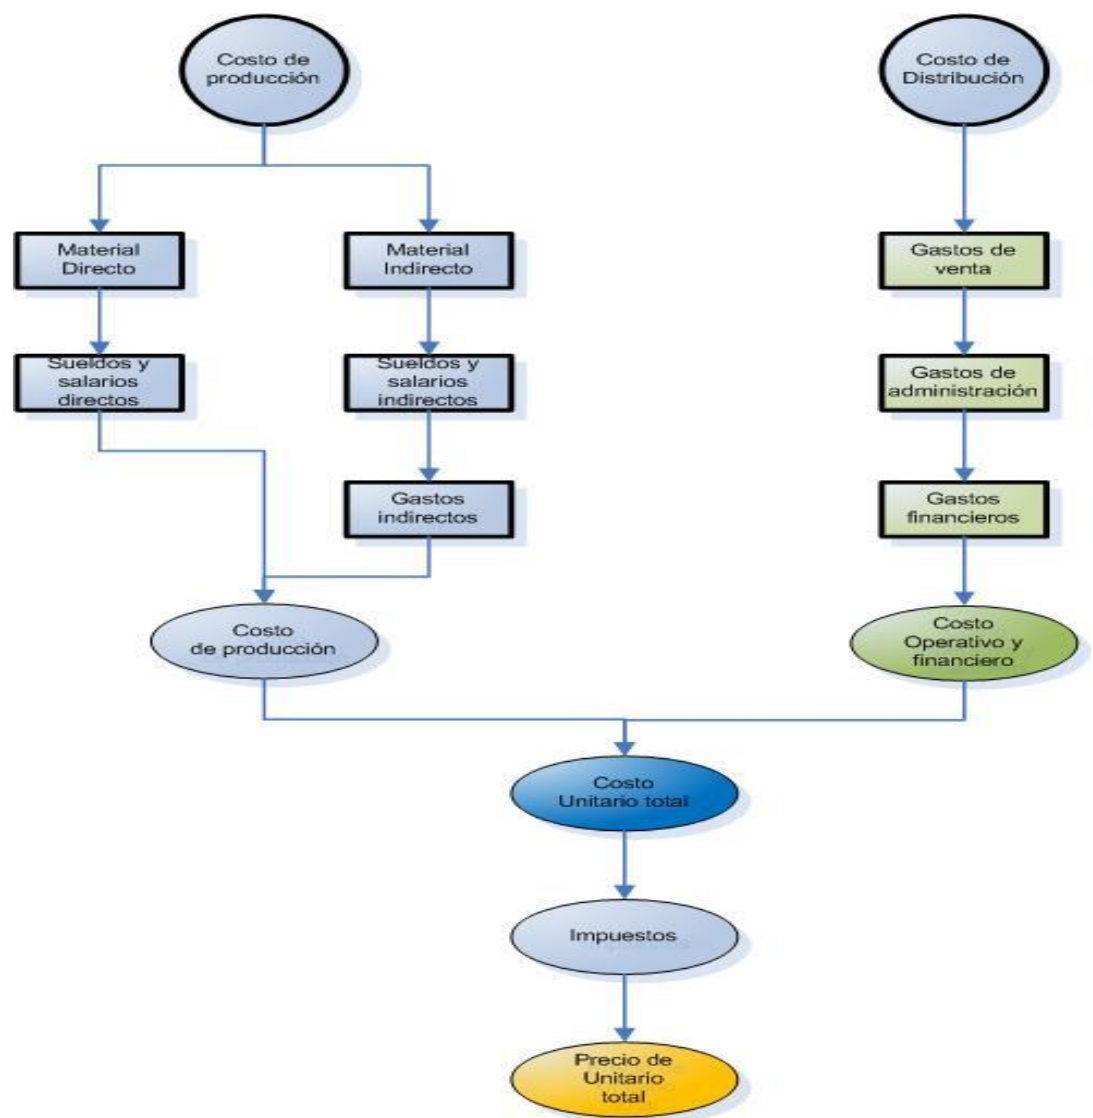 Costo de
producción
Costo de
Distribución
Material
Directo
Material
Indirecto
Gastos de
venta
Sueldos y
salarios
directos
Sueldos y
salarios
indirectos
Gastos de
administración
Gastos
indirectos
Gastos
financieros
Costo
de producción
Costo
Operativo y
financiero
Costo
Unitario total
Impuestos
Precio de
Unitario
total